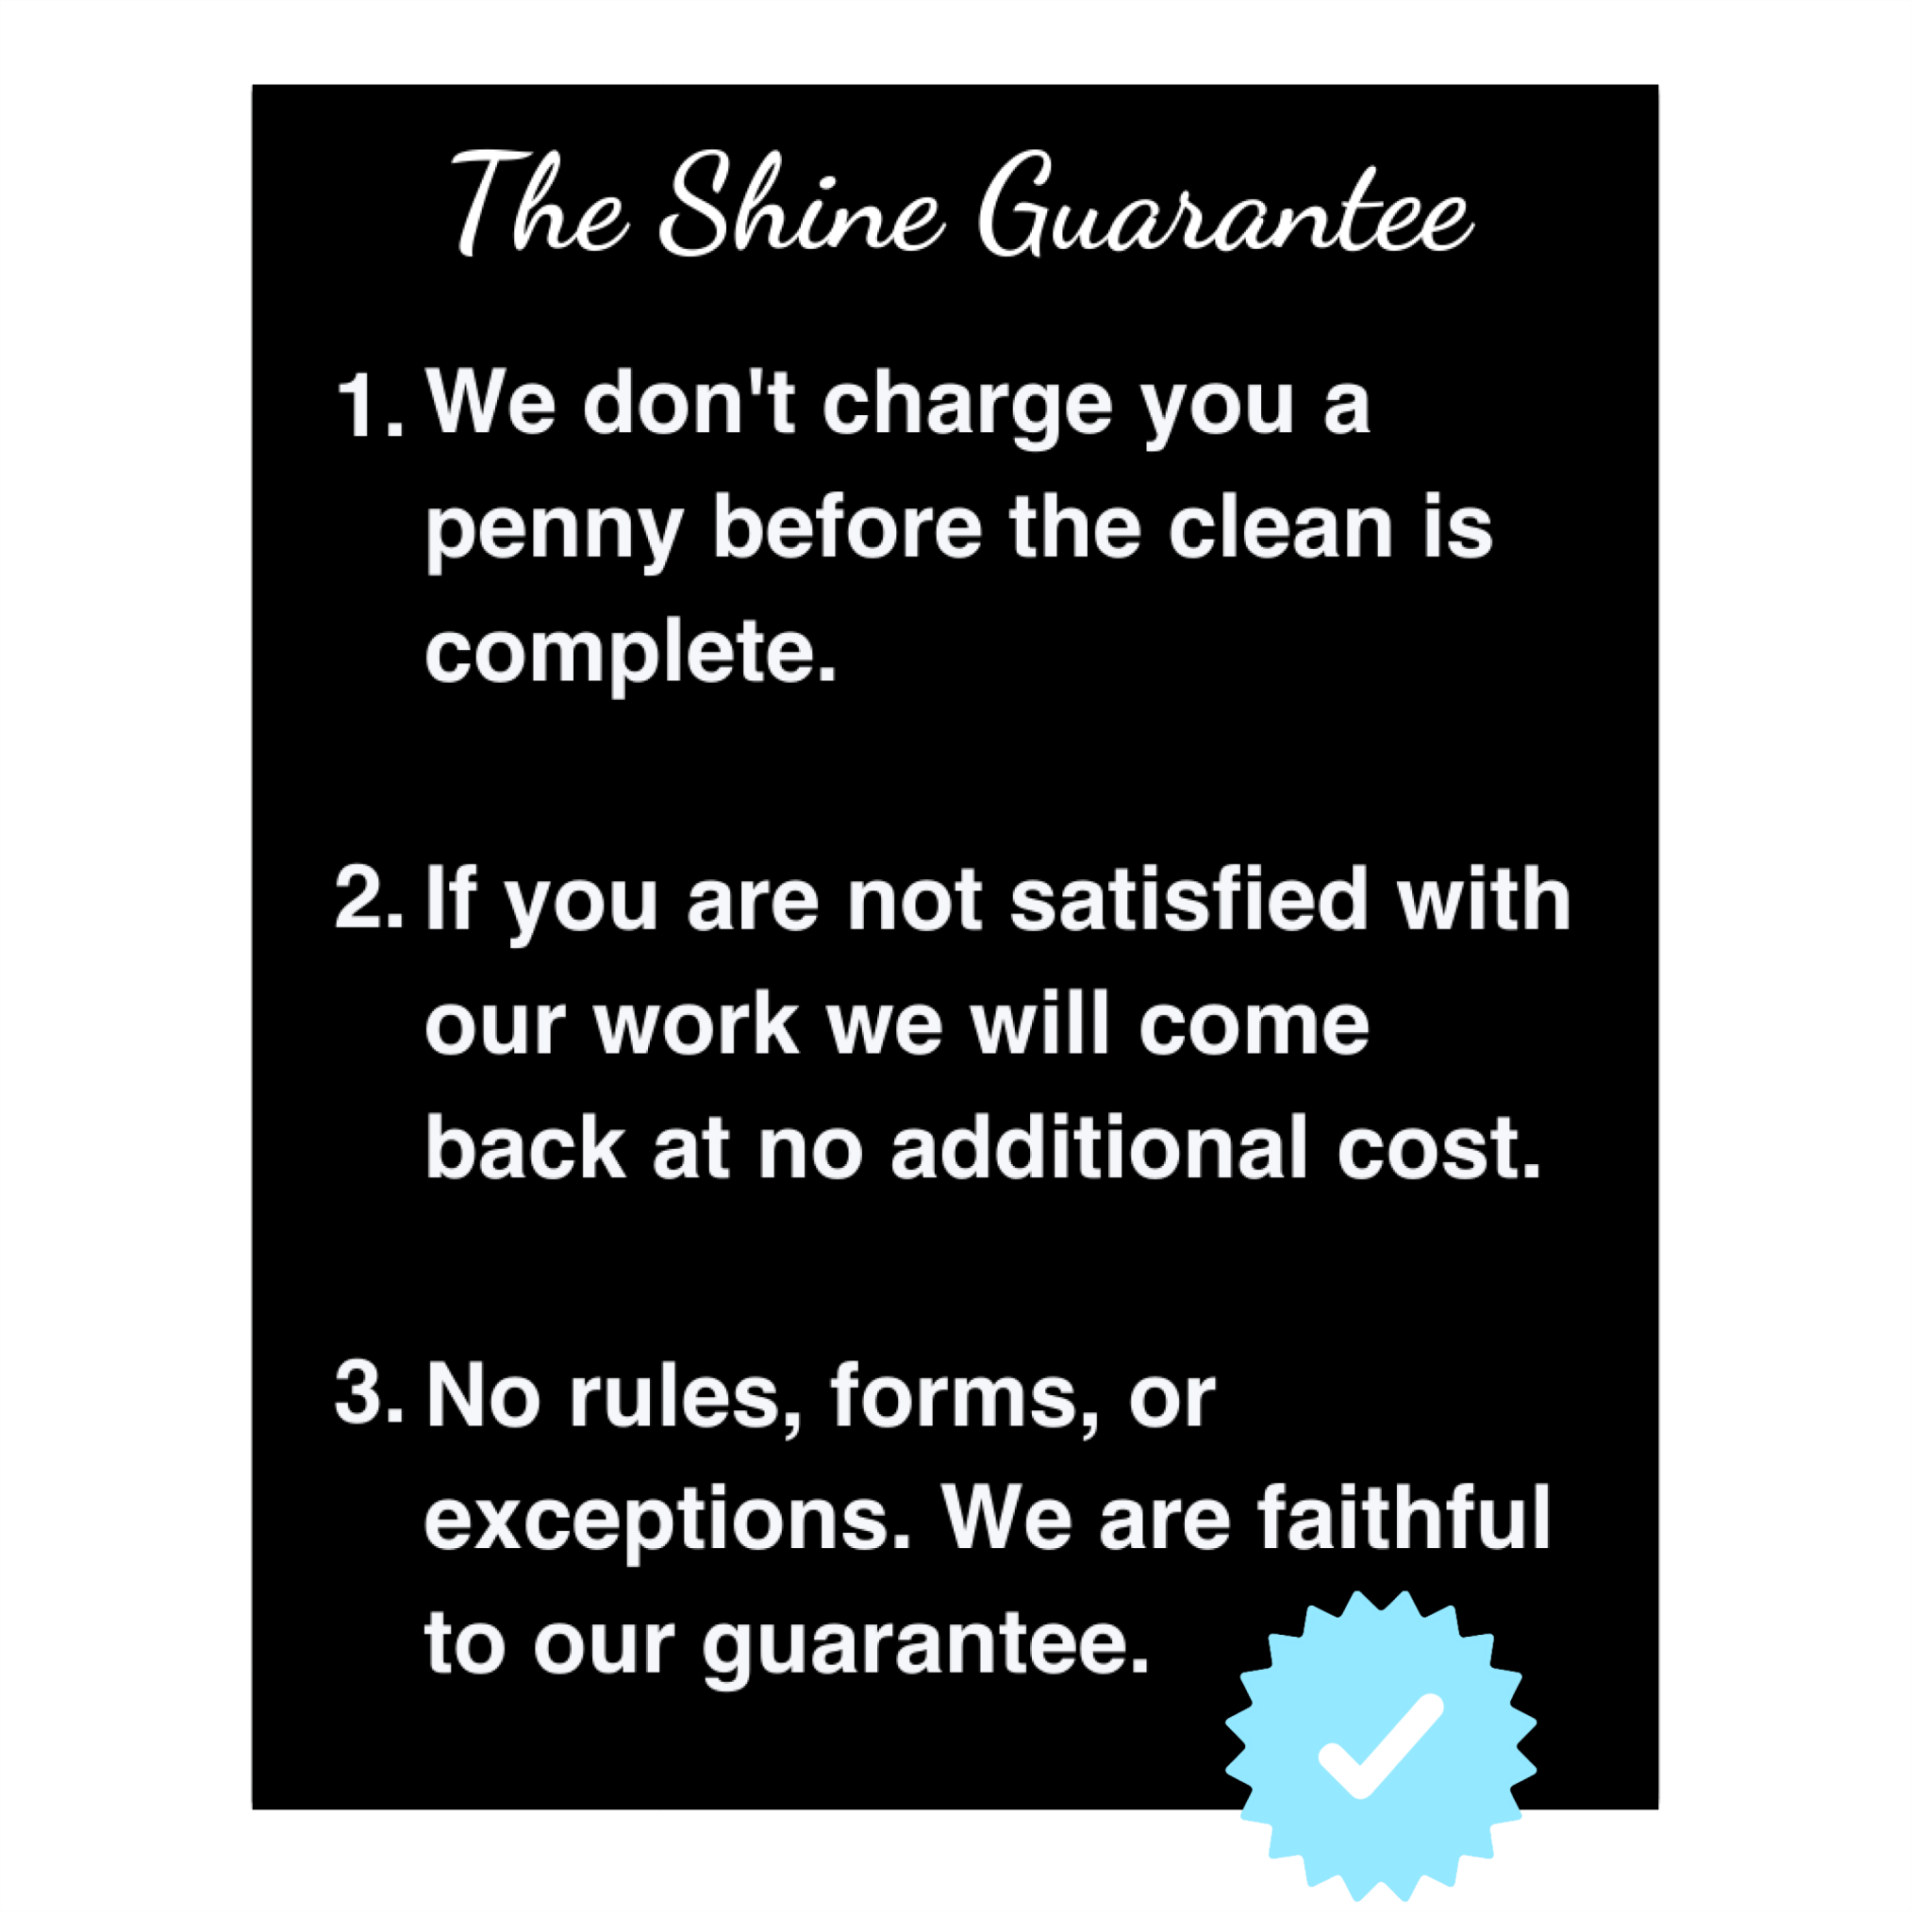 The Shine Guarantee
1. We don't charge you a
penny before the clean is
complete.
2. If you are not satisfied with
our work we will come
back at no additional cost.
3. No rules, forms, or
exceptions. We are faithful
to our guarantee.